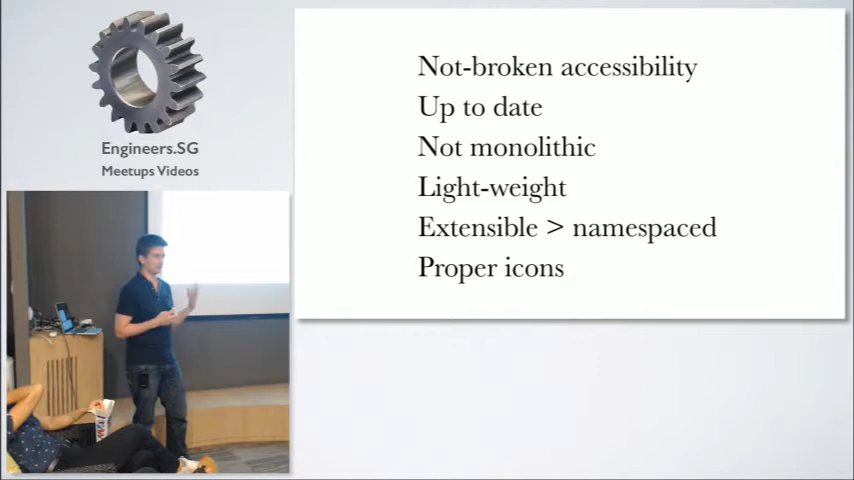 Engineers.SG
Meetups Videos
Not-broken accessibility
Up to date
Not monolithic
Light-weight
Extensible > namespaced
Proper icons